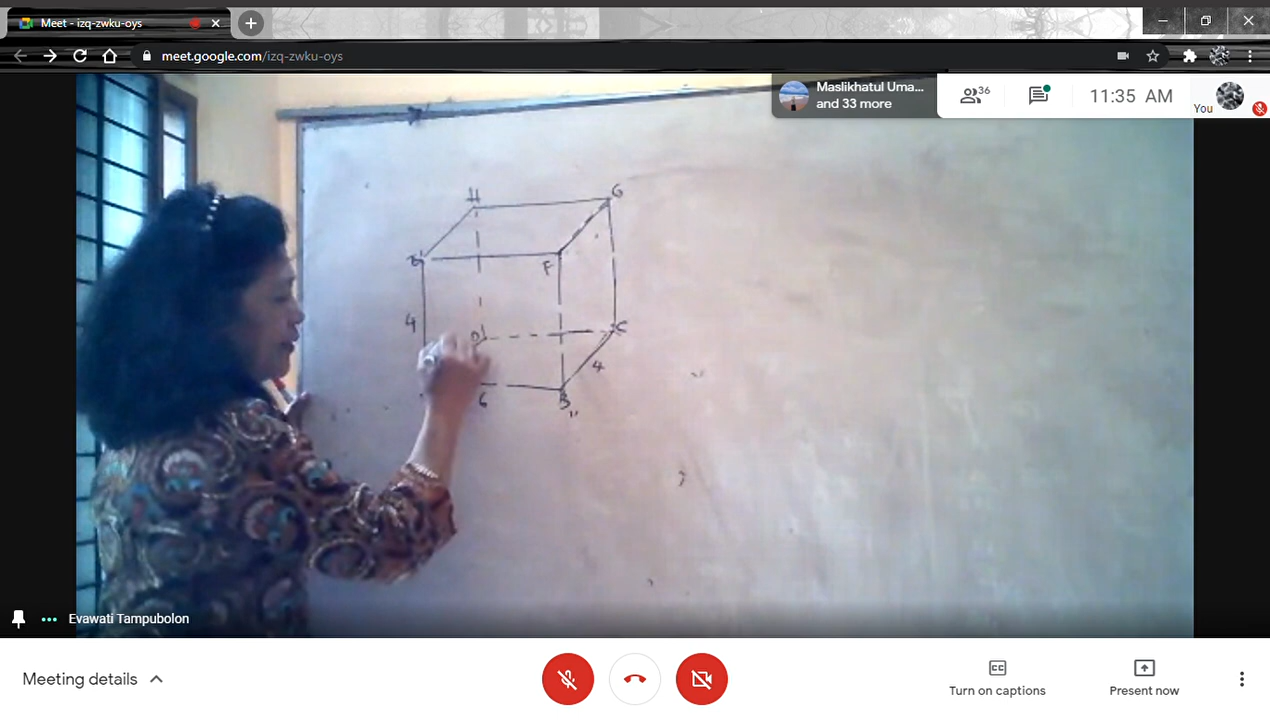 Meet - izq-zwku-oys
meet.google.com/izq-zwku-oys
Maslikhatul Uma...
and 33 more
36
11:35 AM
You
H
G
F
4
D
C
4
6
B
Evawati Tampubolon
Meeting details
CC
Turn on captions
Present now